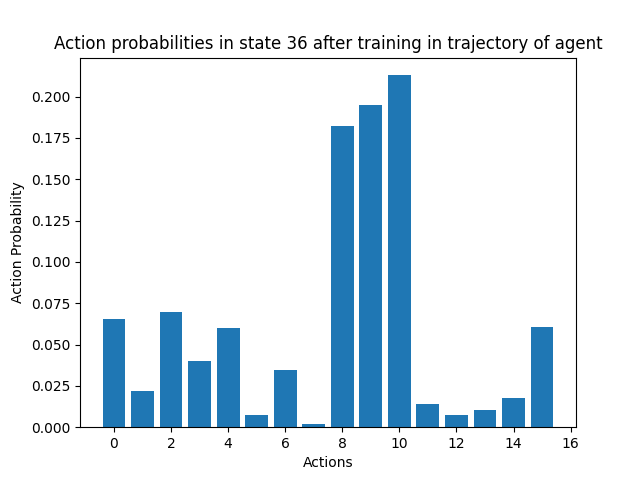 Action probabilities in state 36 after training in trajectory of agent
0.200
0.175
0.150
0.125
0.100
0.075
0.050
0.025
0.000
Action Probability
0 2 4 6 8 10 12 14 16
Actions